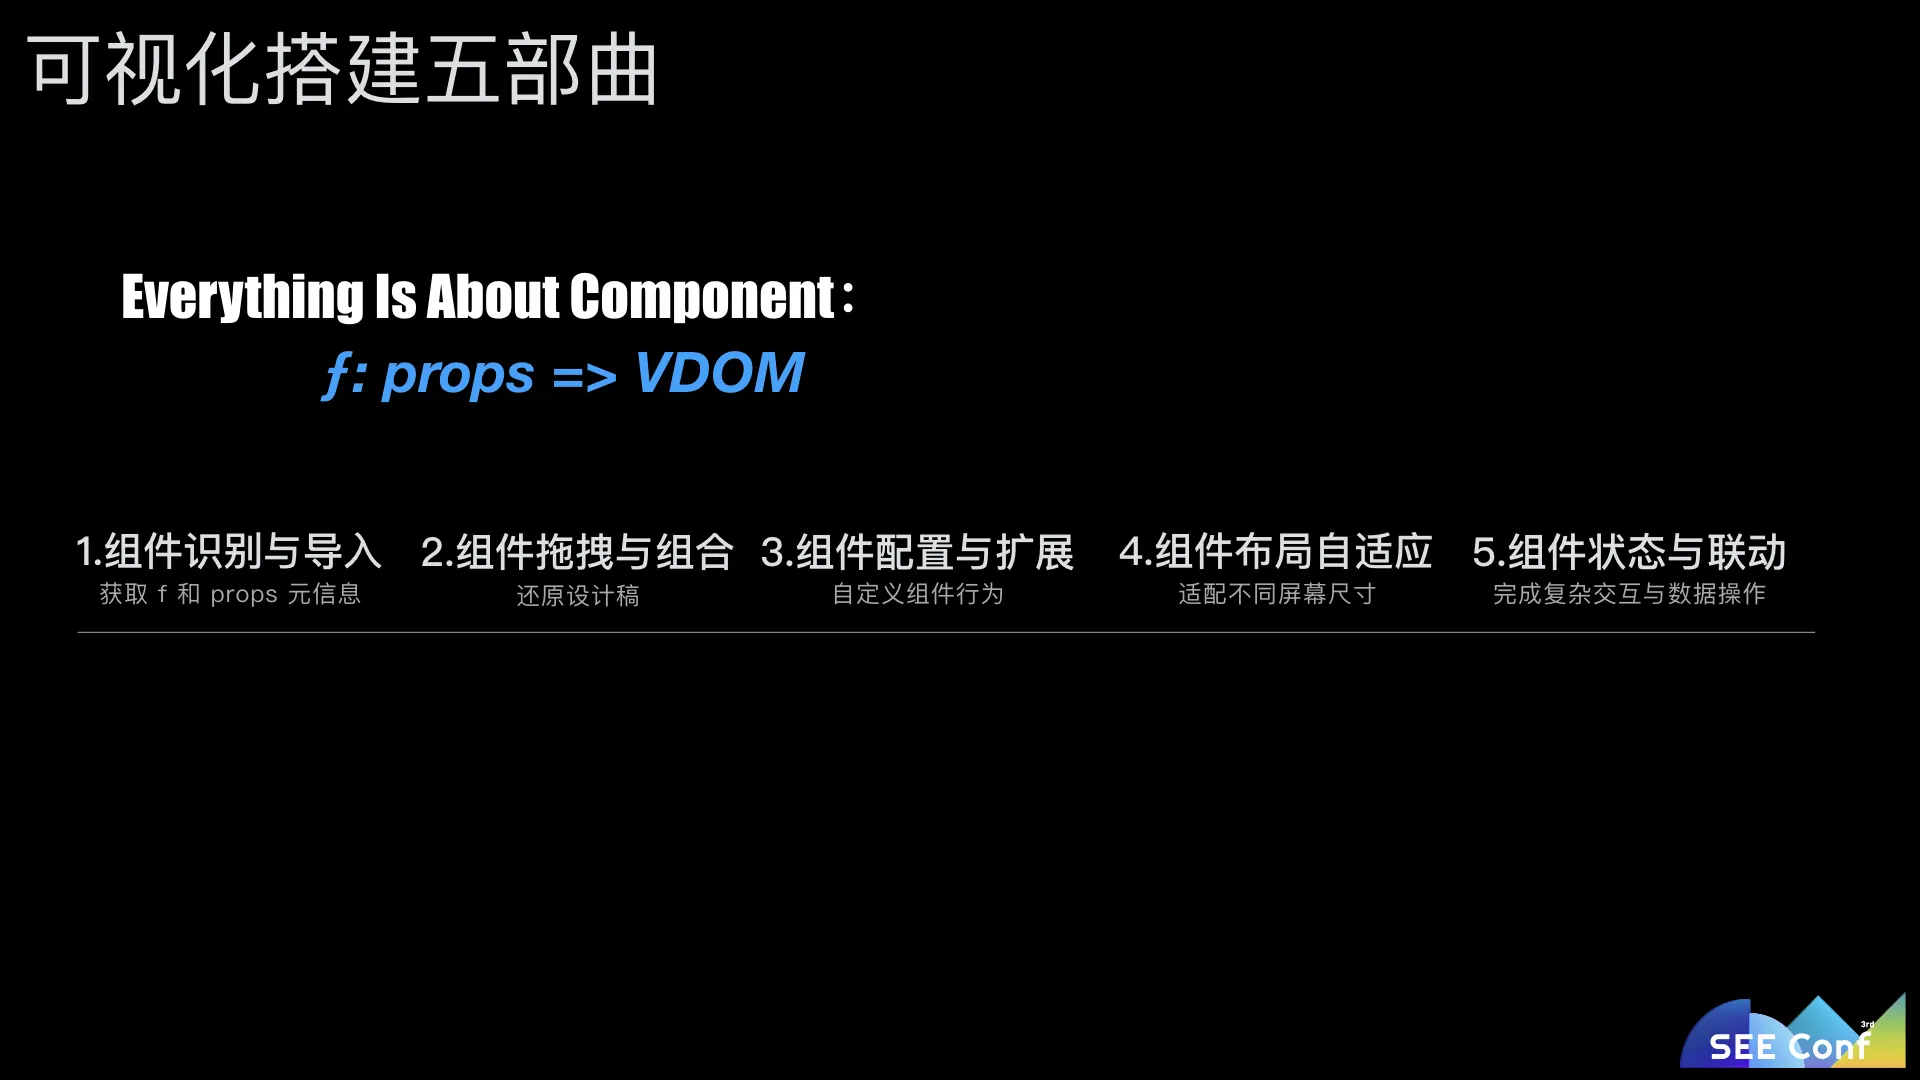 可视化搭建五部曲
Everything Is About Component：
ƒ: props => VDOM
1.组件识别与导入
获取 f 和 props 元信息
2.组件拖拽与组合
还原设计稿
3.组件配置与扩展
自定义组件行为
4.组件布局自适应
适配不同屏幕尺寸
5.组件状态与联动
完成复杂交互与数据操作
3rd
SEE Conf